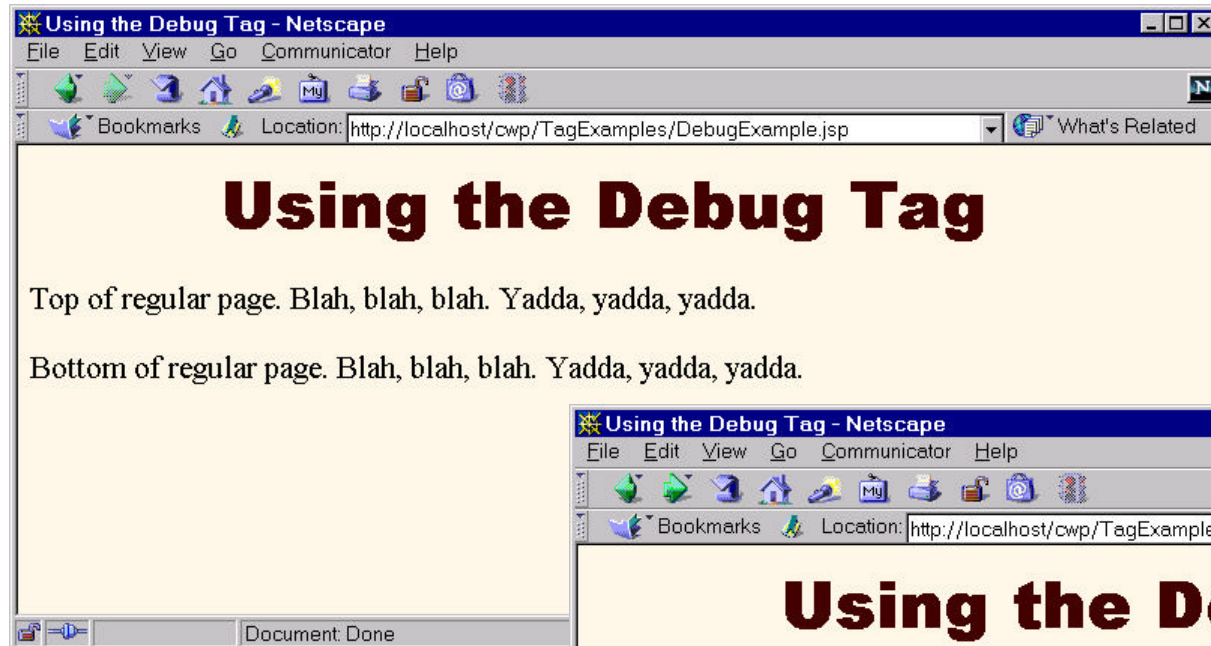 Using the Debug Tag - Netscape
File Edit View Go Communicator Help
My
N
Bookmarks Location: http://localhost/cwp/TagExamples/DebugExample.jsp What's Related
Using the Debug Tag
Top of regular page. Blah, blah, blah. Yadda, yadda, yadda.
Bottom of regular page. Blah, blah, blah. Yadda, yadda, yadda.
Document: Done
Using the Debug Tag - Netscape
File Edit View Go Communicator Help
My
Bookmarks Location: http://localhost/cwp/TagExample
Using the De